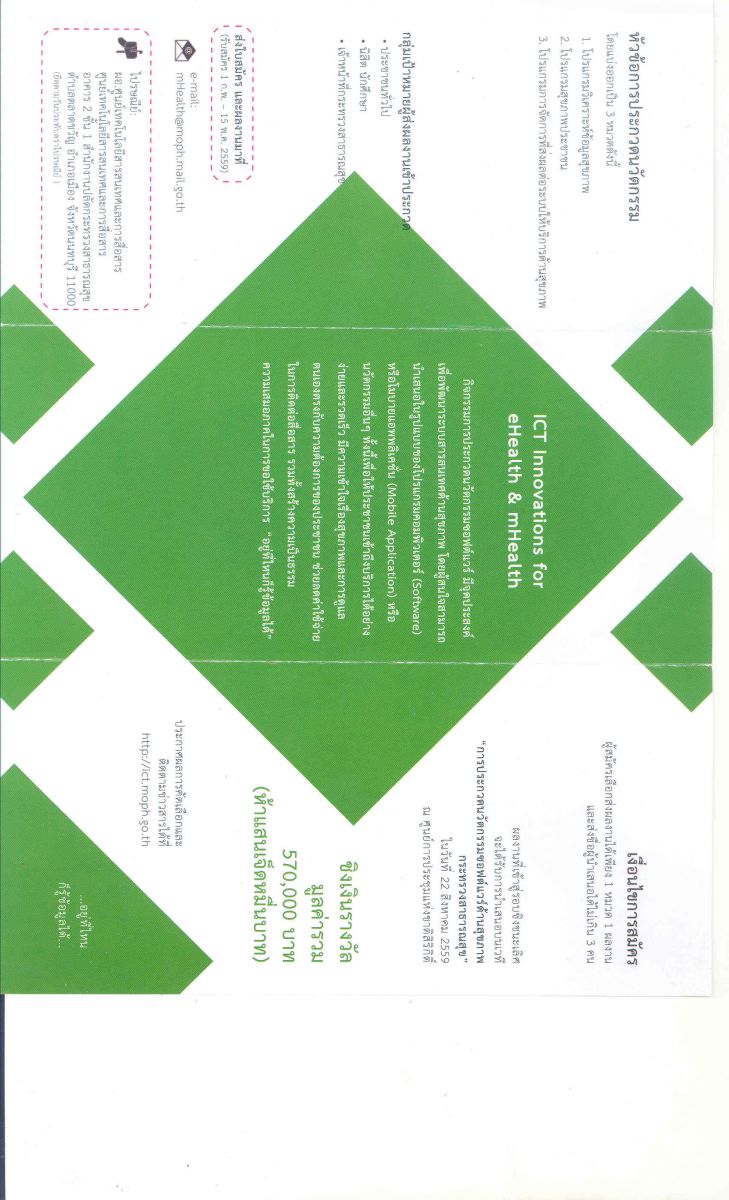 หัวข้อการประกวดนวัตกรรม
โดยแบ่งออกเป็น 3 หมวดดังนี้
1. โปรแกรมวิเคราะห์ข้อมูลสุขภาพ
2. โปรแกรมสุขภาพประชาชน
3. โปรแกรมการจัดการที่ส่งผลต่อระบบให้บริการด้านสุขภาพ
กลุ่มเป้าหมายผู้ส่งผลงานเข้าประกวด
• ประชาชนทั่วไป
• นิสิต นักศึกษา
• เจ้าหน้าที่กระทรวงสาธารณสุข
ส่งใบสมัคร และผลงานมาที่
(รับสมัคร 1 ก.พ. - 15 พ.ค. 2559)
e-mail:
mHealth@moph.mail.go.th
ไปรษณีย์:
ผอ.ศูนย์เทคโนโลยีสารสนเทศและการสื่อสาร
ศูนย์เทคโนโลยีสารสนเทศและการสื่อสาร
อาคาร 2 ชั้น 1 สำนักงานปลัดกระทรวงสาธารณสุข
ตำบลตลาดขวัญ อำเภอเมือง จังหวัดนนทบุรี 11000
(ยึดตามวันประทับตราไปรษณีย์ )
ICT Innovations for
eHealth & mHealth
กิจกรรมการประกวดนวัตกรรมซอฟต์แวร์ มีจุดประสงค์
เพื่อพัฒนาระบบสารสนเทศด้านสุขภาพ โดยผู้สนใจสามารถ
นำเสนอในรูปแบบของโปรแกรมคอมพิวเตอร์ (Software)
หรือโมบายแอพพลิเคชั่น (Mobile Application) หรือ
นวัตกรรมอื่นๆ ทั้งนี้เพื่อให้ประชาชนเข้าถึงบริการได้อย่าง
ง่ายและรวดเร็ว มีความเข้าใจเรื่องสุขภาพและการดูแล
ตนเองตรงกับความต้องการของประชาชน ช่วยลดค่าใช้จ่าย
ในการติดต่อสื่อสาร รวมทั้งสร้างความเป็นธรรม
ความเสมอภาคในการขอใช้บริการ “อยู่ที่ไหนก็รู้ข้อมูลได้”
เงื่อนไขการสมัคร
ผู้สมัครเลือกส่งผลงานได้เพียง 1 หมวด 1 ผลงาน
และส่งชื่อผู้นำเสนอได้ไม่เกิน 3 คน
ผลงานที่เข้าสู่รอบชิงชนะเลิศ
จะได้รับการนำเสนอบนเวที
“การประกวดนวัตกรรมซอฟต์แวร์ด้านสุขภาพ
กระทรวงสาธารณสุข”
ในวันที่ 22 สิงหาคม 2559
ณ ศูนย์การประชุมแห่งชาติสิริกิติ์
ชิงเงินรางวัล
มูลค่ารวม
570,000 บาท
(ห้าแสนเจ็ดหมื่นบาท)
ประกาศผลการคัดเลือกและ
ติดตามข่าวสารได้ที่
http://ict.moph.go.th
...อยู่ที่ไหน
ก็รู้ข้อมูลได้...